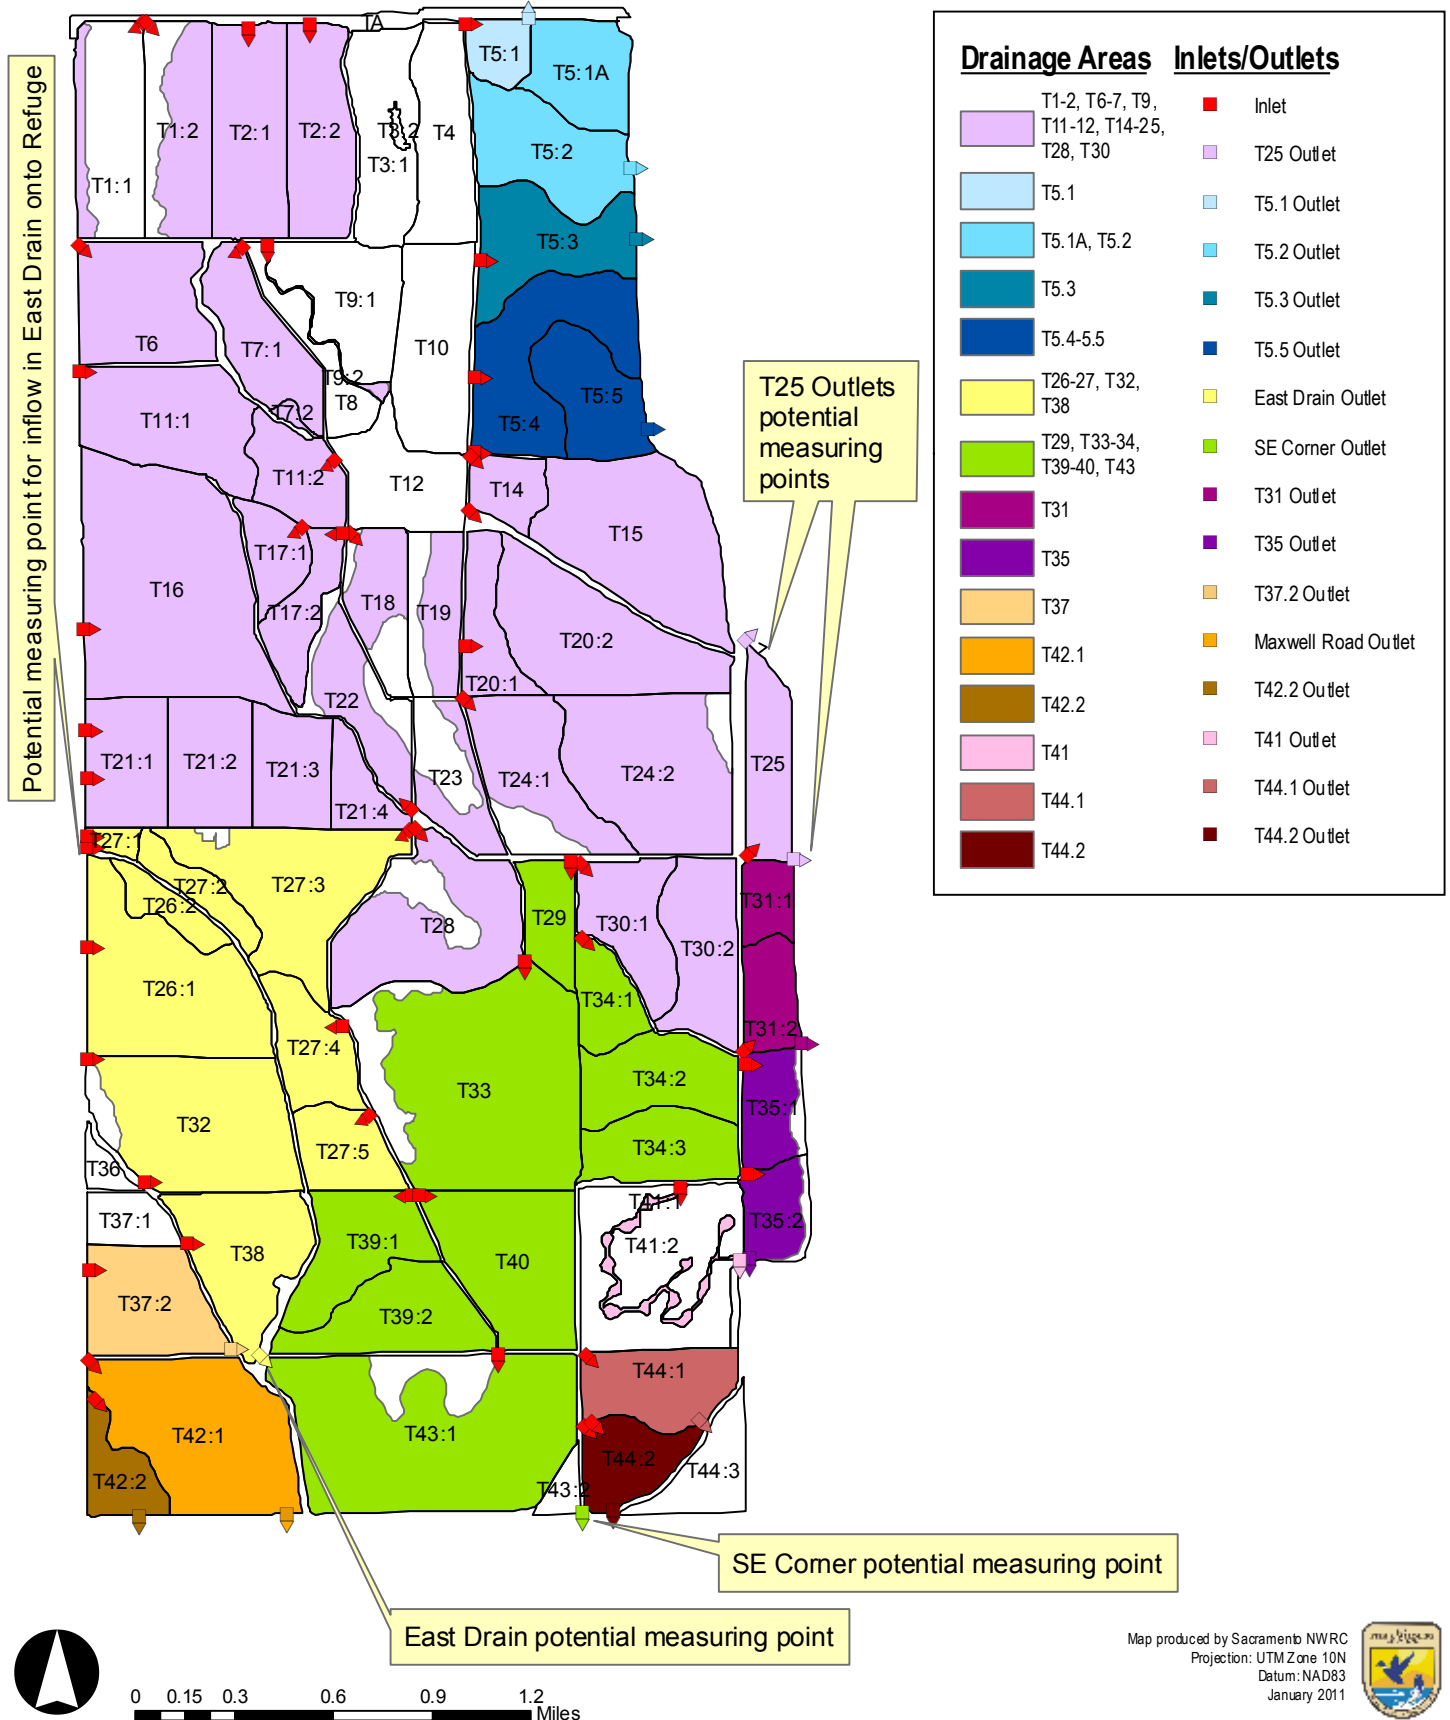 TA
T5:1
T5:1A
T1:2
T2:1
T2:2
T3:2
T4
T3:1
T5:2
T1:1
T5:3
T9:1
T6
T7:1
T10
T9:2
T8
T5:5
T7:2
T11:1
T5:4
T11:2
T12
T14
T15
T17:1
T16
T17:2
T18
T19
T20:2
T20:1
T22
T21:1
T21:2
T21:3
T23
T24:1
T24:2
T25
T21:4
T27:1
T27:2
T27:3
T26:2
T28
T29
T30:1
T31:1
T30:2
T26:1
T34:1
T31:2
T27:4
T33
T34:2
T35:1
T32
T27:5
T34:3
T36
T41:1
T37:1
T38
T39:1
T40
T41:2
T35:2
T37:2
T39:2
T44:1
T42:1
T43:1
T44:2
T44:3
T42:2
T43:2
Potential measuring point for inflow in East Drain onto Refuge
T25 Outlets
potential
measuring
points
SE Corner potential measuring point
East Drain potential measuring point
Drainage Areas
T1-2, T6-7, T9,
T11-12, T14-25,
T28, T30
T5.1
T5.1A, T5.2
T5.3
T5.4-5.5
T26-27, T32,
T38
T29, T33-34,
T39-40, T43
T31
T35
T37
T42.1
T42.2
T41
T44.1
T44.2
Inlets/Outlets
Inlet
T25 Outlet
T5.1 Outlet
T5.2 Outlet
T5.3 Outlet
T5.5 Outlet
East Drain Outlet
SE Corner Outlet
T31 Outlet
T35 Outlet
T37.2 Outlet
Maxwell Road Outlet
T42.2 Outlet
T41 Outlet
T44.1 Outlet
T44.2 Outlet
0 0.15 0.3 0.6 0.9 1.2
Miles
Map produced by Sacramento NWRC
Projection: UTM Zone 10N
Datum: NAD83
January 2011